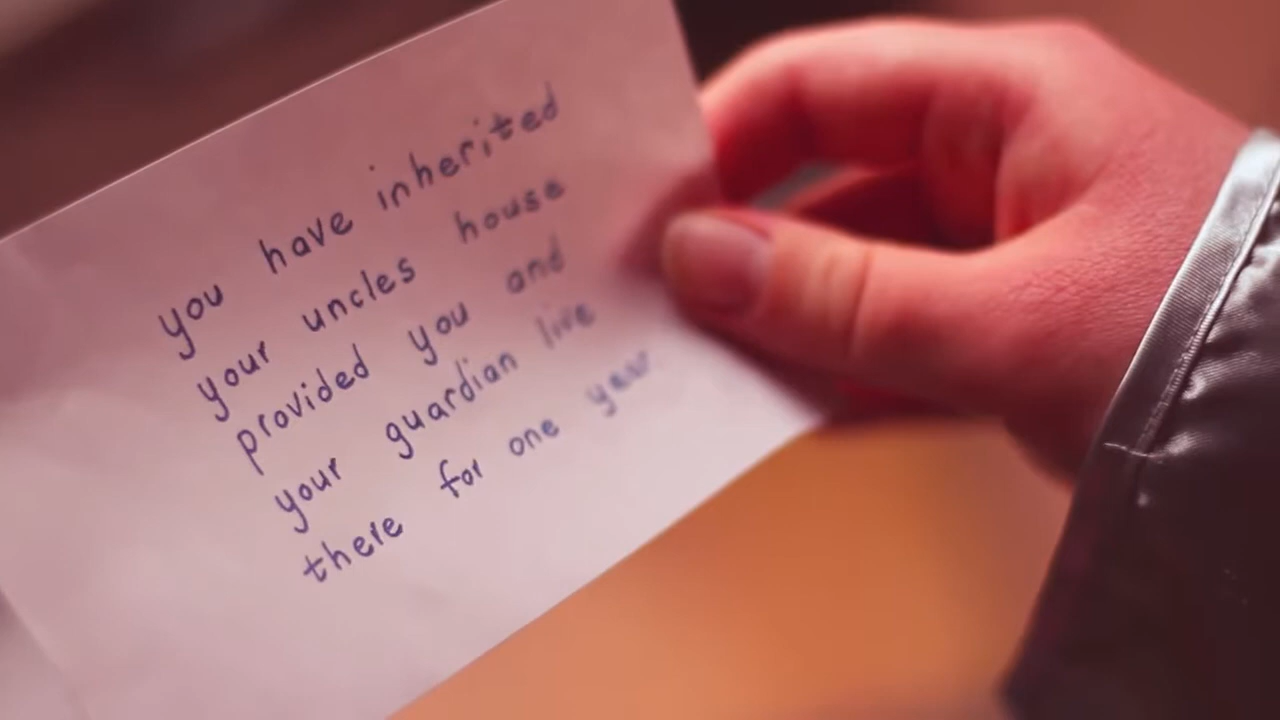 you have inherited
your uncles house
provided you and
your guardian live
there for one year